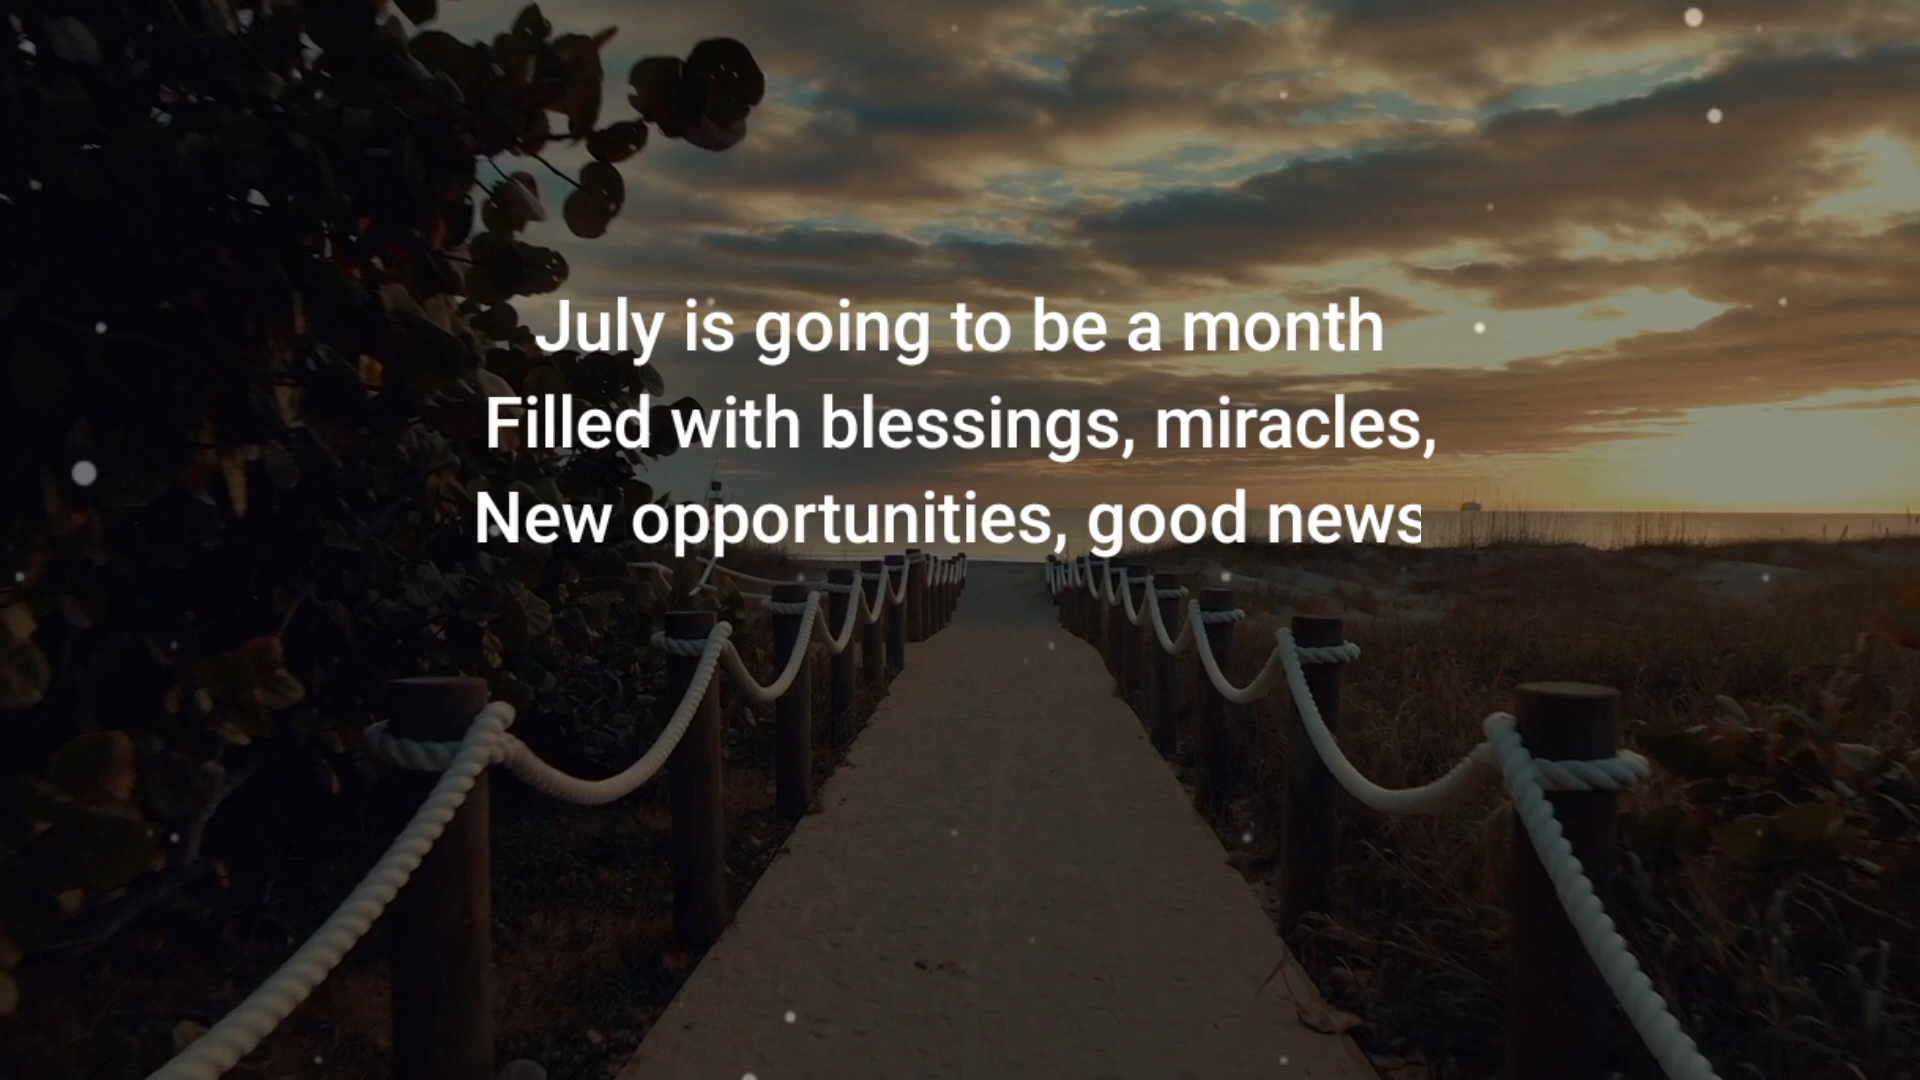 July is going to be a month
Filled with blessings, miracles,
New opportunities, good news